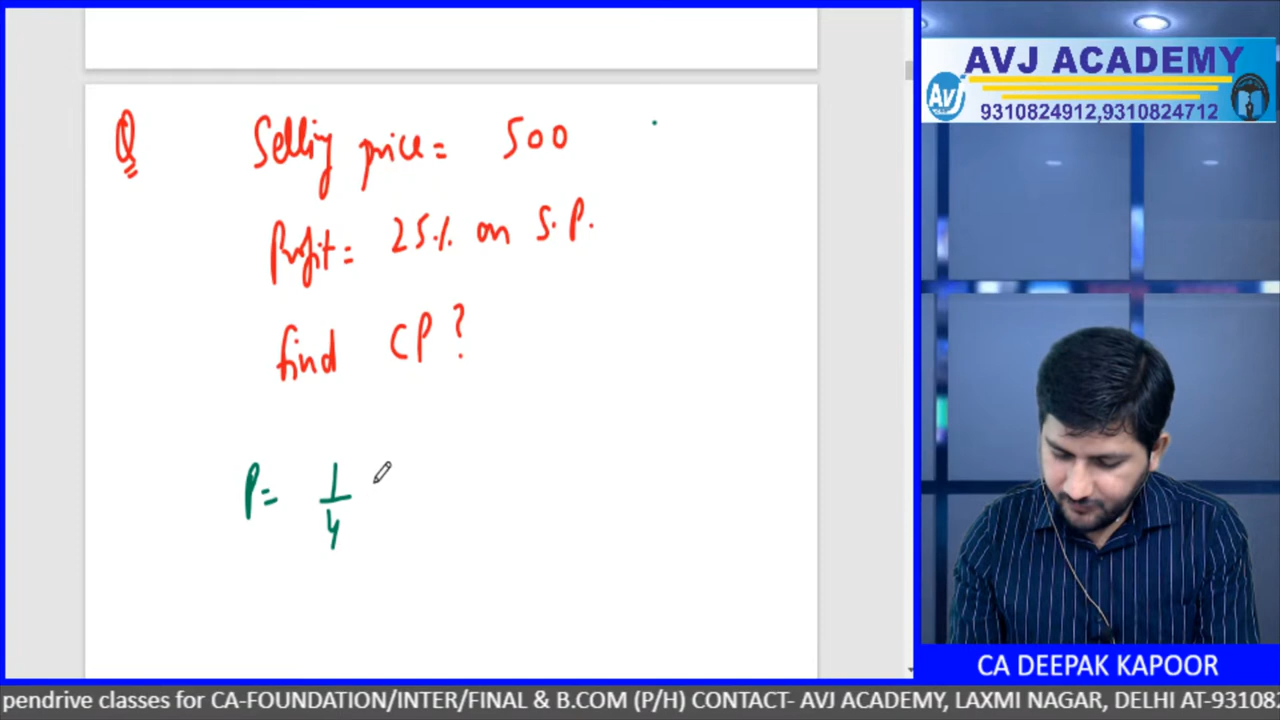 AVJ ACADEMY
Av
9310824912,9310824712
Q Selling price = 500
Profit = 25% on S.P.
find CP?
P = 1/4
CA DEEPAK KAPOOR
pendrive classes for CA-FOUNDATION/INTER/FINAL & B.COM (P/H) CONTACT- AVJ ACADEMY, LAXMI NAGAR, DELHI AT-93108